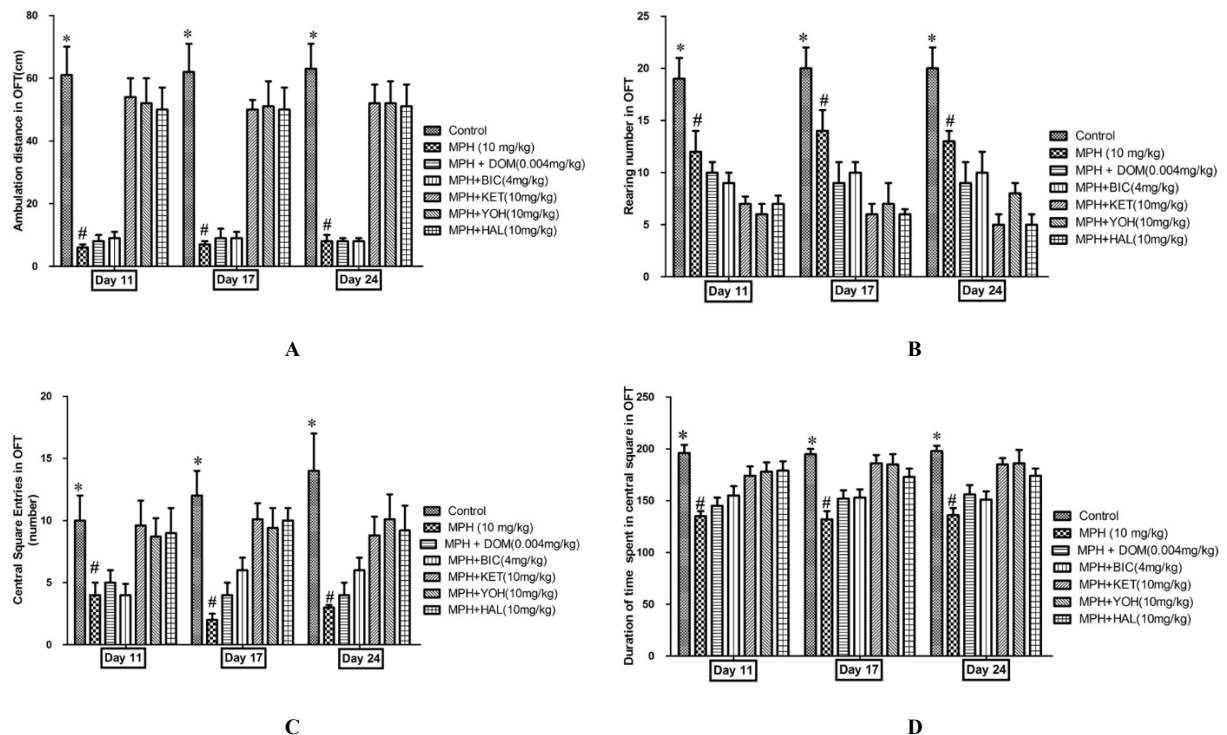 Ambulation distance in OFT(cm)
80
60
40
20
0
*
#
*
#
*
#
Day 11
Day 17
Day 24
Control
MPH (10 mg/kg)
MPH + DOM(0.004mg/kg)
MPH+BIC(4mg/kg)
MPH+KET(10mg/kg)
MPH+YOH(10mg/kg)
MPH+HAL(10mg/kg)
A
Rearing number in OFT
25
20
15
10
5
0
*
#
*
#
*
#
Day 11
Day 17
Day 24
Control
MPH (10 mg/kg)
MPH + DOM(0.004mg/kg)
MPH+BIC(4mg/kg)
MPH+KET(10mg/kg)
MPH+YOH(10mg/kg)
MPH+HAL(10mg/kg)
B
Central Square Entries in OFT
(number)
20
15
10
5
0
*
#
*
#
*
#
Day 11
Day 17
Day 24
Control
MPH (10 mg/kg)
MPH + DOM(0.004mg/kg)
MPH+BIC(4mg/kg)
MPH+KET(10mg/kg)
MPH+YOH(10mg/kg)
MPH+HAL(10mg/kg)
C
Duration of time spent in central square in OFT
250
200
150
100
50
0
*
#
*
#
*
#
Day 11
Day 17
Day 24
Control
MPH (10 mg/kg)
MPH + DOM(0.004mg/kg)
MPH+BIC(4mg/kg)
MPH+KET(10mg/kg)
MPH+YOH(10mg/kg)
MPH+HAL(10mg/kg)
D